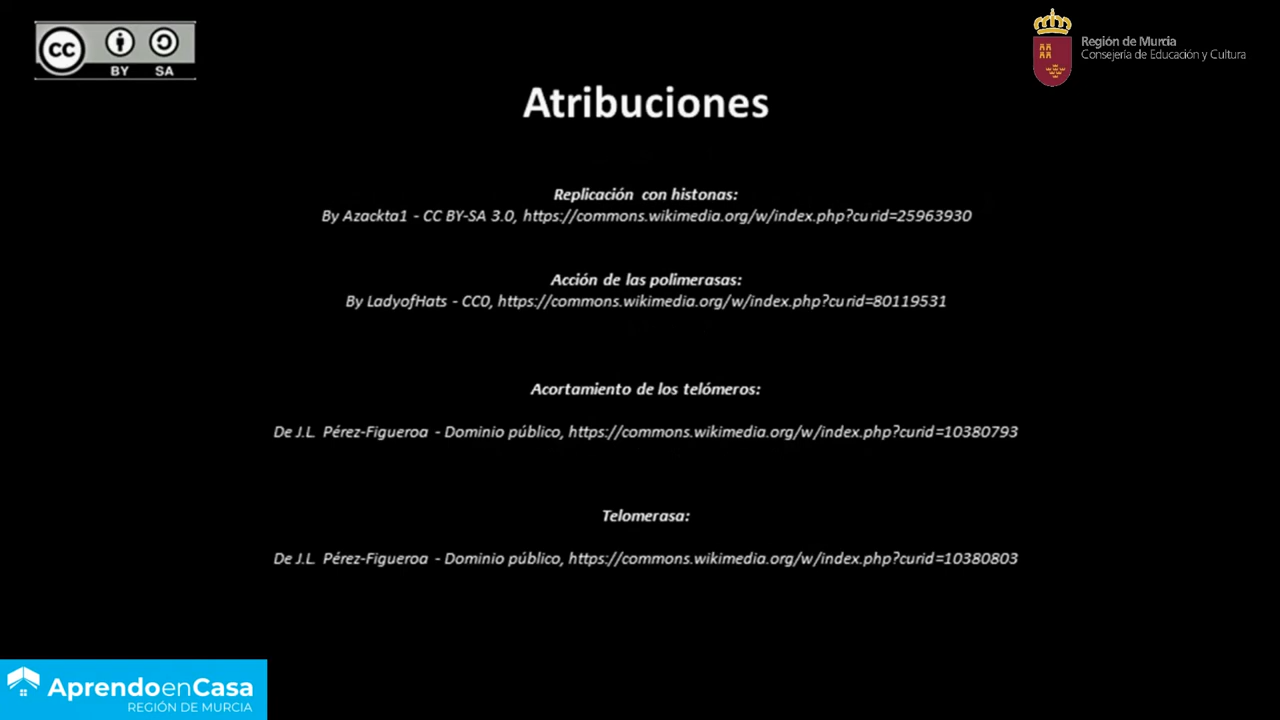 CC
BY SA
Región de Murcia
Consejería de Educación y Cultura
Atribuciones
Replicación con histonas:
By Azackta1 - CC BY-SA 3.0, https://commons.wikimedia.org/w/index.php?curid=25963930
Acción de las polimerasas:
By LadyofHats - CC0, https://commons.wikimedia.org/w/index.php?curid=80119531
Acortamiento de los telómeros:
De J.L. Pérez-Figueroa - Dominio público, https://commons.wikimedia.org/w/index.php?curid=10380793
Telomerasa:
De J.L. Pérez-Figueroa - Dominio público, https://commons.wikimedia.org/w/index.php?curid=10380803
AprendoenCasa
REGIÓN DE MURCIA